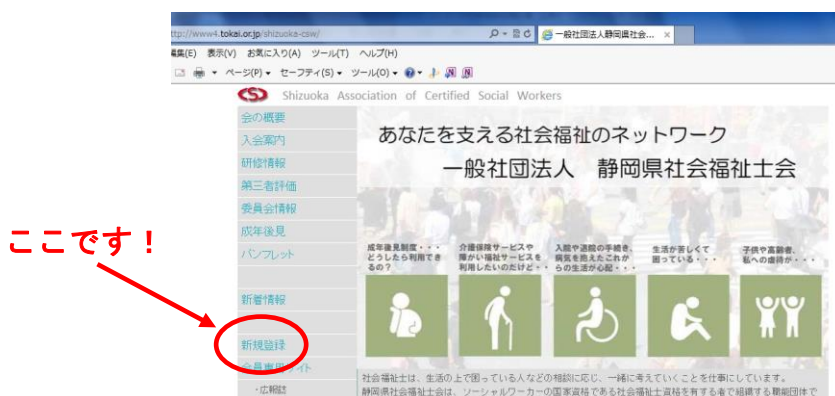 ttp://www4.tokai.or.jp/shizuoka-csw/
一般社団法人静岡県社会...
編集(E) 表示(V) お気に入り(A) ツール(T) ヘルプ(H)
ページ(P) セーフティ(S) ツール(O)
Shizuoka Association of Certified Social Workers
会の概要
入会案内
研修情報
第三者評価
委員会情報
成年後見
パンフレット
新着情報
新規登録
会員専用サイト
・広報誌
ここです！
あなたを支える社会福祉のネットワーク
一般社団法人 静岡県社会福祉士会
成年後見制度・・・
どうしたら利用でき
るの？
介護保険サービスや
障がい福祉サービスを
利用したいのだけど・・
入院や退院の手続き、
病気を抱えたこれか
らの生活が心配・・・
生活が苦しくて
困っている・・・
子供や高齢者、
私への虐待が・・・
社会福祉士は、生活の上で困っている人などの相談に応じ、一緒に考えていくことを仕事にしています。
静岡県社会福祉士会は、ソーシャルワーカーの国家資格である社会福祉士資格を有する者で組織する職能団体で